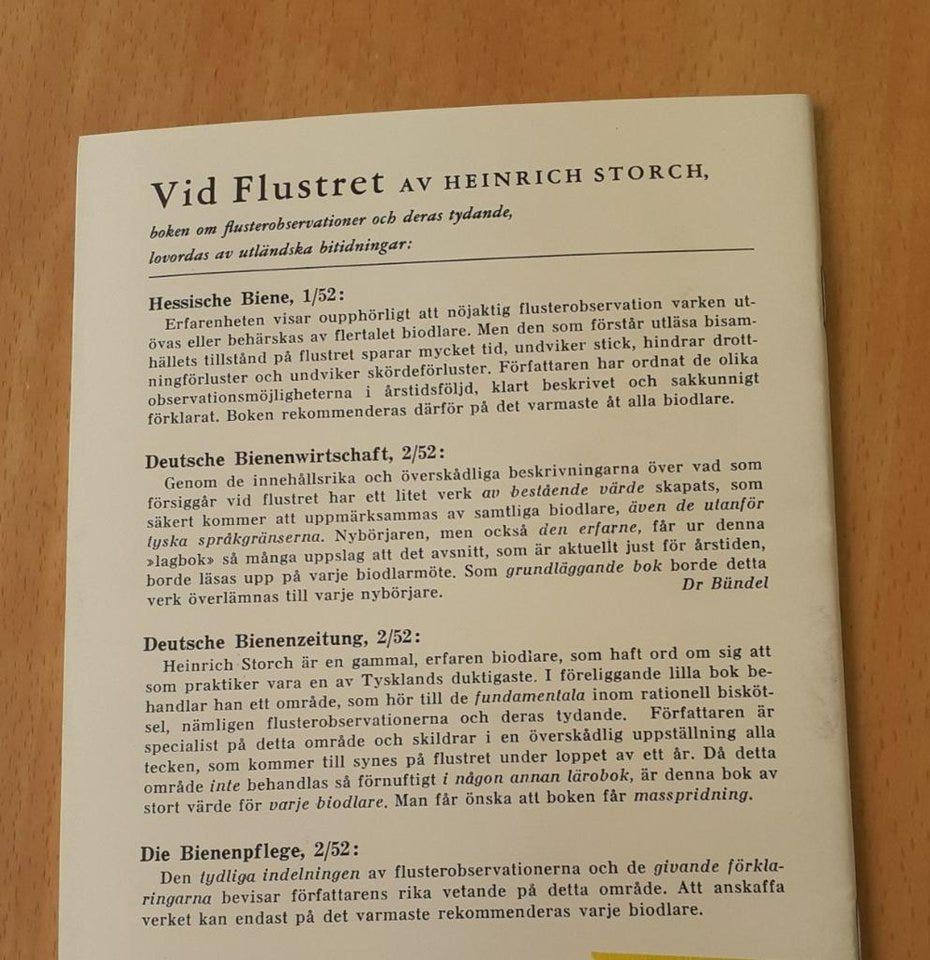 Vid Flustret AV HEINRICH STORCH,
boken om flusterobservationer och deras tydande,
lovordas av utländska bitidningar:
Hessische Biene, 1/52:
Erfarenheten visar oupphörligt att nöjaktig flusterobservation varken ut-
övas eller behärskas av flertalet biodlare. Men den som förstår utläsa bisam-
hällets tillstånd på flustret sparar mycket tid, undviker stick, hindrar drott-
ningförluster och undviker skördeförluster. Författaren har ordnat de olika
observationsmöjligheterna i årstidsföljd, klart beskrivet och sakkunnigt
förklarat. Boken rekommenderas därför på det varmaste åt alla biodlare.
Deutsche Bienenwirtschaft, 2/52:
Genom de innehållsrika och överskådliga beskrivningarna över vad som
försiggår vid flustret har ett litet verk av bestående värde skapats, som
säkert kommer att uppmärksammas av samtliga biodlare, även de utanför
tyska språkgränserna. Nybörjaren, men också den erfarne, får ur denna
»lagbok» så många uppslag att det avsnitt, som är aktuellt just för årstiden,
borde läsas upp på varje biodlarmöte. Som grundläggande bok borde detta
verk överlämnas till varje nybörjare. Dr Bündel
Deutsche Bienenzeitung, 2/52:
Heinrich Storch är en gammal, erfaren biodlare, som haft ord om sig att
som praktiker vara en av Tysklands duktigaste. I föreliggande lilla bok be-
handlar han ett område, som hör till de fundamentala inom rationell bisköt-
sel, nämligen flusterobservationerna och deras tydande. Författaren är
specialist på detta område och skildrar i en överskådlig uppställning alla
tecken, som kommer till synes på flustret under loppet av ett år. Då detta
område inte behandlas så förnuftigt i någon annan lärobok, är denna bok av
stort värde för varje biodlare. Man får önska att boken får masspridning.
Die Bienenpflege, 2/52:
Den tydliga indelningen av flusterobservationerna och de givande förkla-
ringarna bevisar författarens rika vetande på detta område. Att anskaffa
verket kan endast på det varmaste rekommenderas varje biodlare.